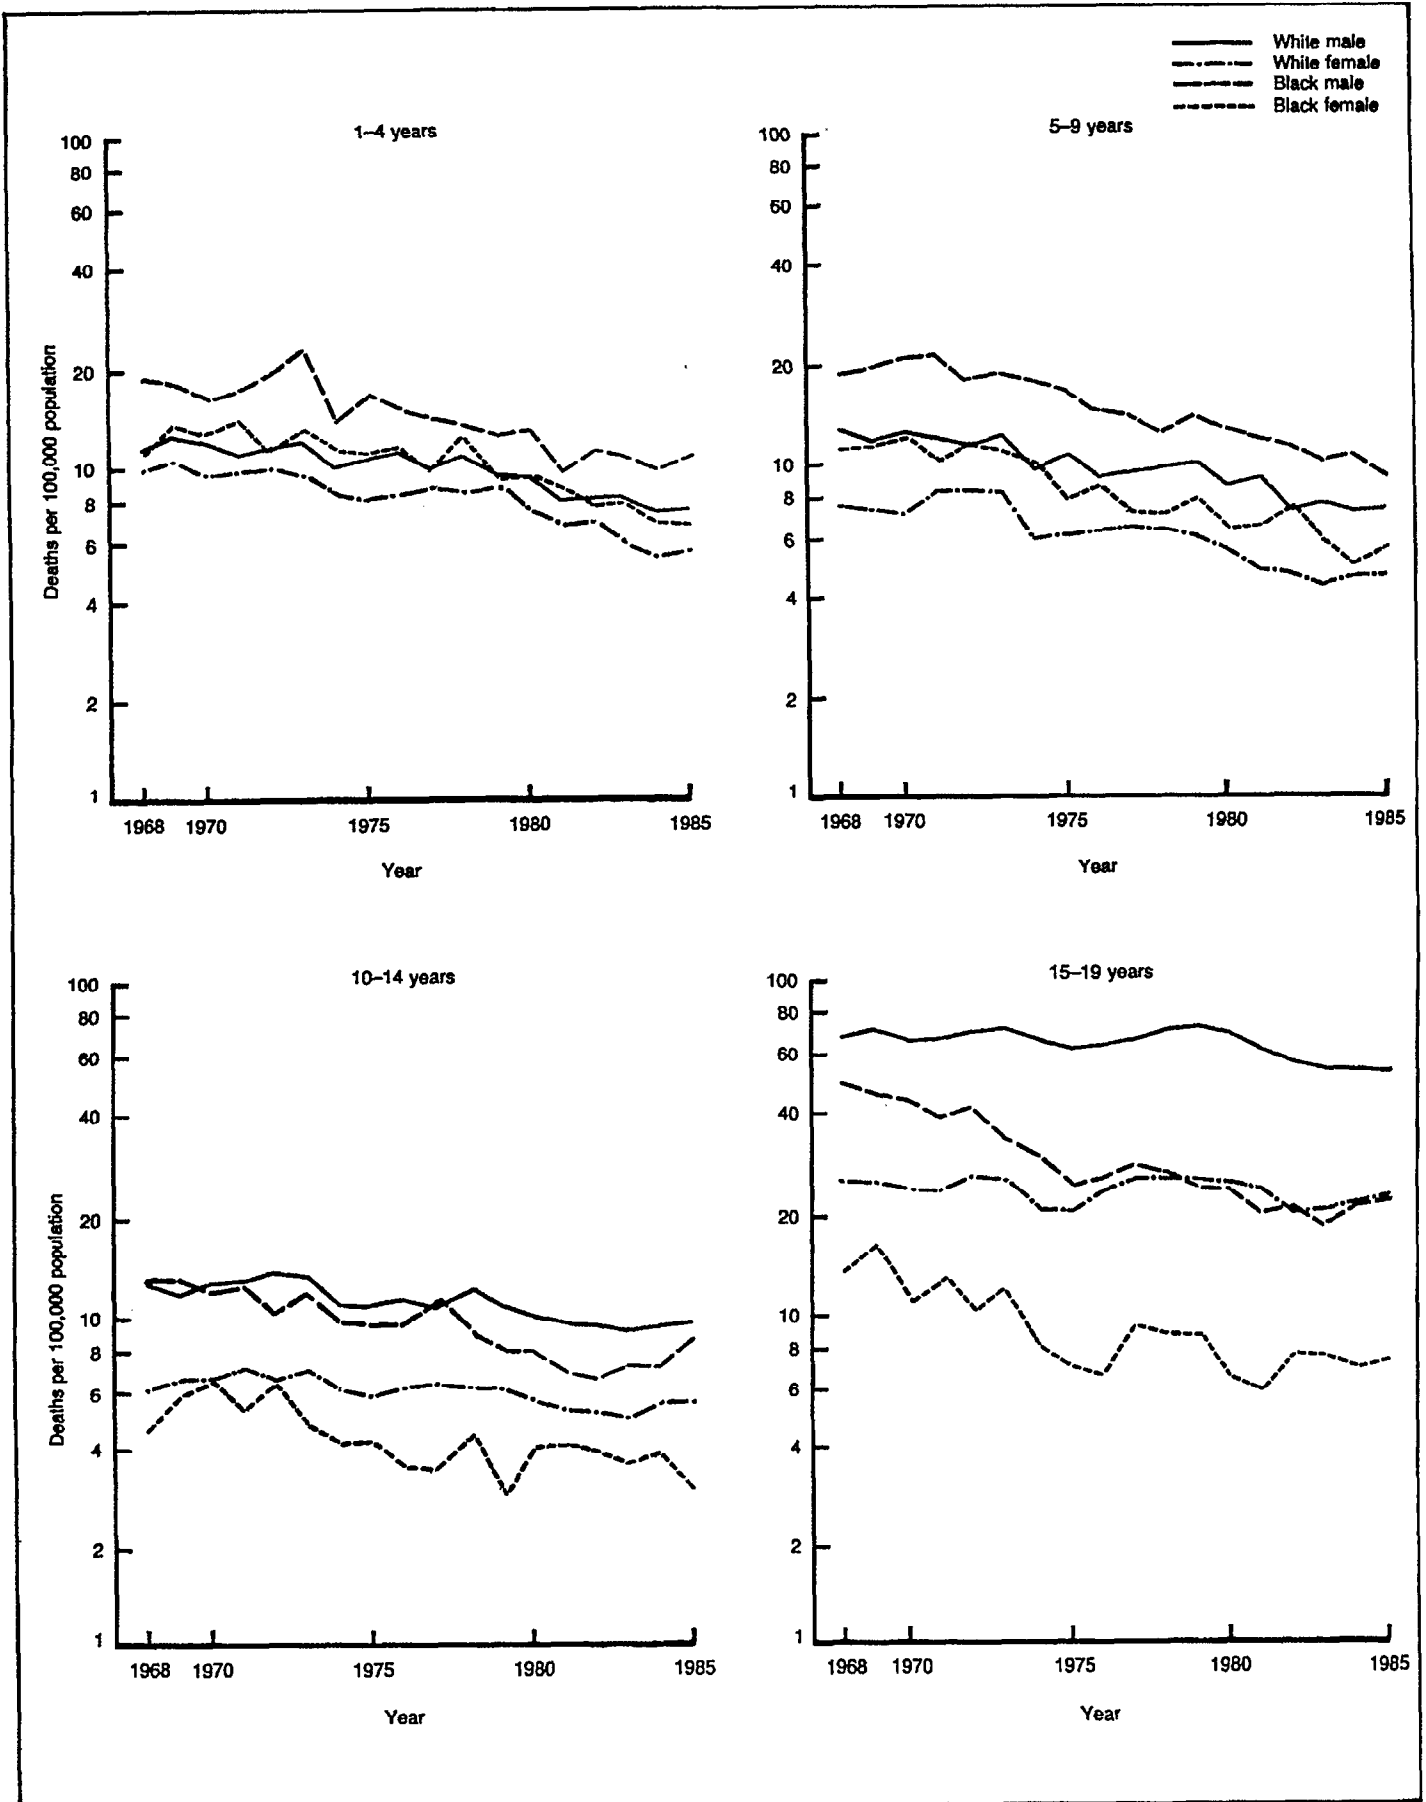 White male
White female
Black male
Black female
1–4 years
100
80
60
40
20
10
8
6
4
2
1
Deaths per 100,000 population
1968 1970 1975 1980 1985
Year
5–9 years
100
80
60
40
20
10
8
6
4
2
1
1968 1970 1975 1980 1985
Year
10–14 years
100
80
60
40
20
10
8
6
4
2
1
Deaths per 100,000 population
1968 1970 1975 1980 1985
Year
15–19 years
100
80
60
40
20
10
8
6
4
2
1
1968 1970 1975 1980 1985
Year